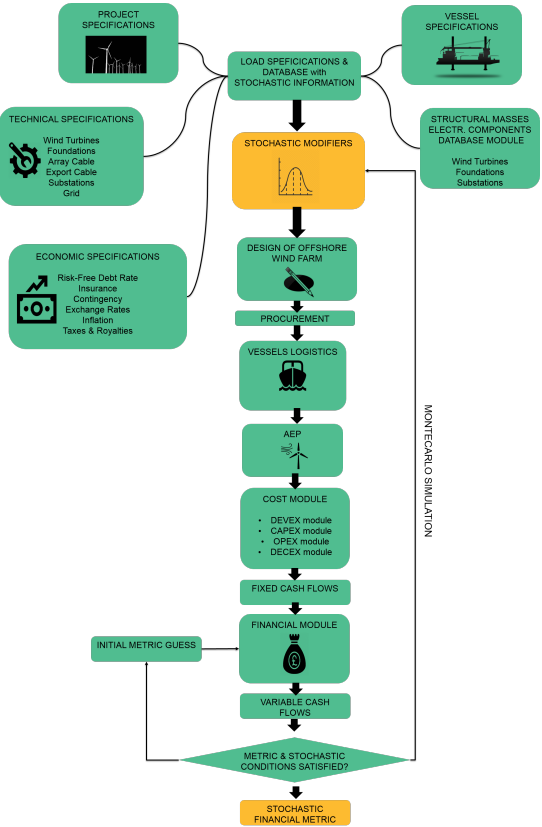 PROJECT
SPECIFICATIONS
VESSEL
SPECIFICATIONS
LOAD SPEFICICATIONS &
DATABASE with
STOCHASTIC INFORMATION
TECHNICAL SPECIFICATIONS
Wind Turbines
Foundations
Array Cable
Export Cable
Substations
Grid
STRUCTURAL MASSES
ELECTR. COMPONENTS
DATABASE MODULE
Wind Turbines
Foundations
Substations
STOCHASTIC MODIFIERS
ECONOMIC SPECIFICATIONS
Risk-Free Debt Rate
Insurance
Contingency
Exchange Rates
Inflation
Taxes & Royalties
DESIGN OF OFFSHORE
WIND FARM
PROCUREMENT
VESSELS LOGISTICS
AEP
MONTECARLO SIMULATION
COST MODULE
• DEVEX module
• CAPEX module
• OPEX module
• DECEX module
FIXED CASH FLOWS
FINANCIAL MODULE
£
INITIAL METRIC GUESS
VARIABLE CASH
FLOWS
METRIC & STOCHASTIC
CONDITIONS SATISFIED?
STOCHASTIC
FINANCIAL METRIC